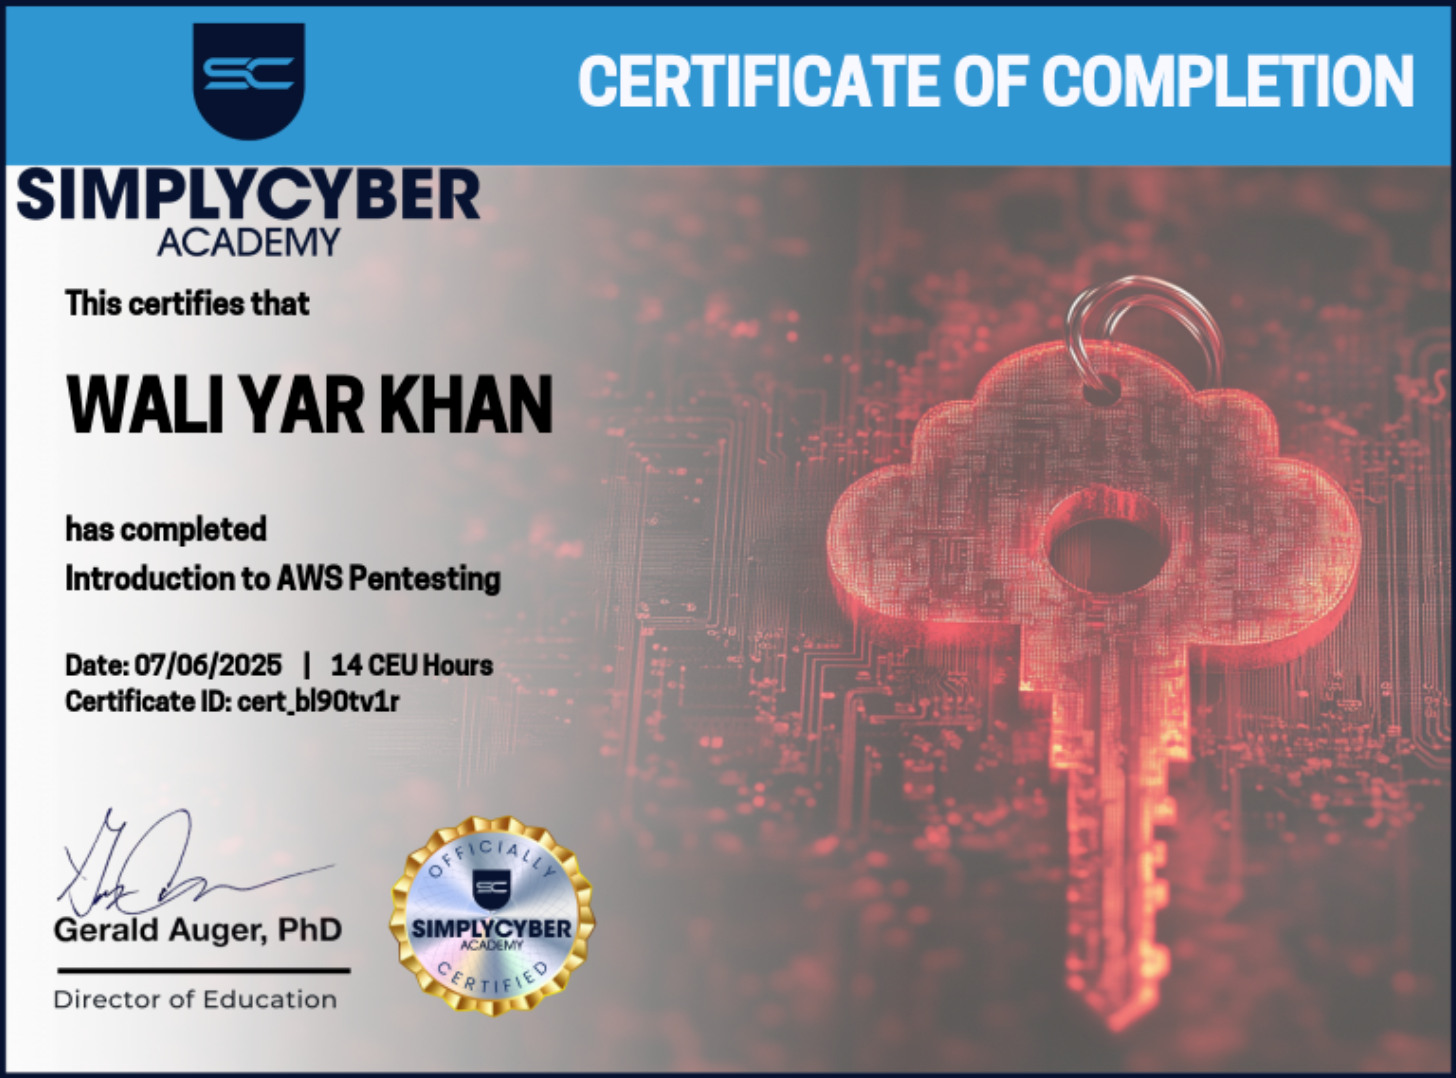 SC
CERTIFICATE OF COMPLETION
SIMPLYCYBER
ACADEMY
This certifies that
WALI YAR KHAN
has completed
Introduction to AWS Pentesting
Date: 07/06/2025 | 14 CEU Hours
Certificate ID: cert_bl90tv1r
Gerald Auger, PhD
Director of Education
OFFICIALLY
SC
SIMPLYCYBER
ACADEMY
CERTIFIED